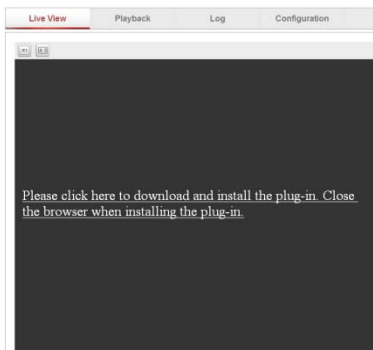 Live View Playback Log Configuration
Please click here to download and install the plug-in. Close
the browser when installing the plug-in.